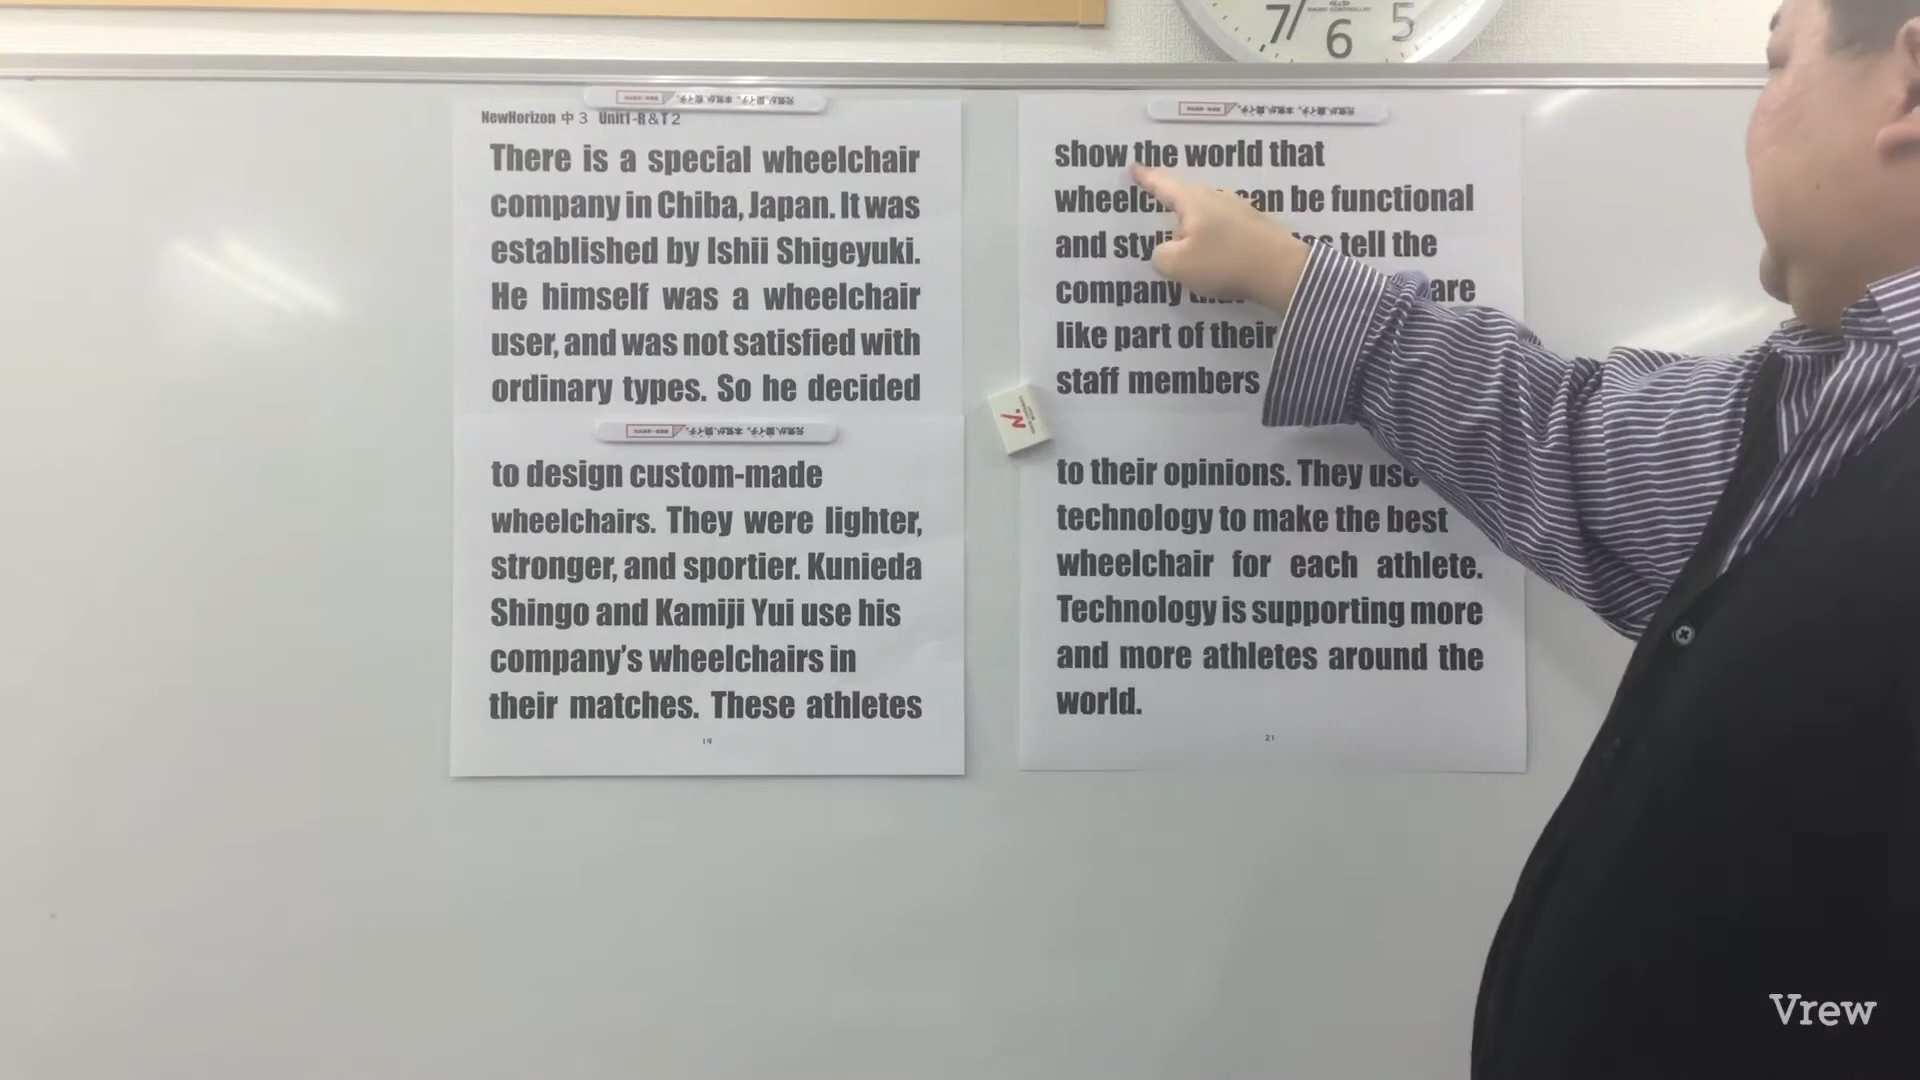 7 6 5
RADIO CONTROLLED
NewHorizon 中3 Unit1-R&T2
There is a special wheelchair
company in Chiba, Japan. It was
established by Ishii Shigeyuki.
He himself was a wheelchair
user, and was not satisfied with
ordinary types. So he decided
to design custom-made
wheelchairs. They were lighter,
stronger, and sportier. Kunieda
Shingo and Kamiji Yui use his
company's wheelchairs in
their matches. These athletes
19
show the world that
can be functional
and tell the
company are
like part of their
staff members
to their opinions. They use
technology to make the best
wheelchair for each athlete.
Technology is supporting more
and more athletes around the
world.
21
Vrew